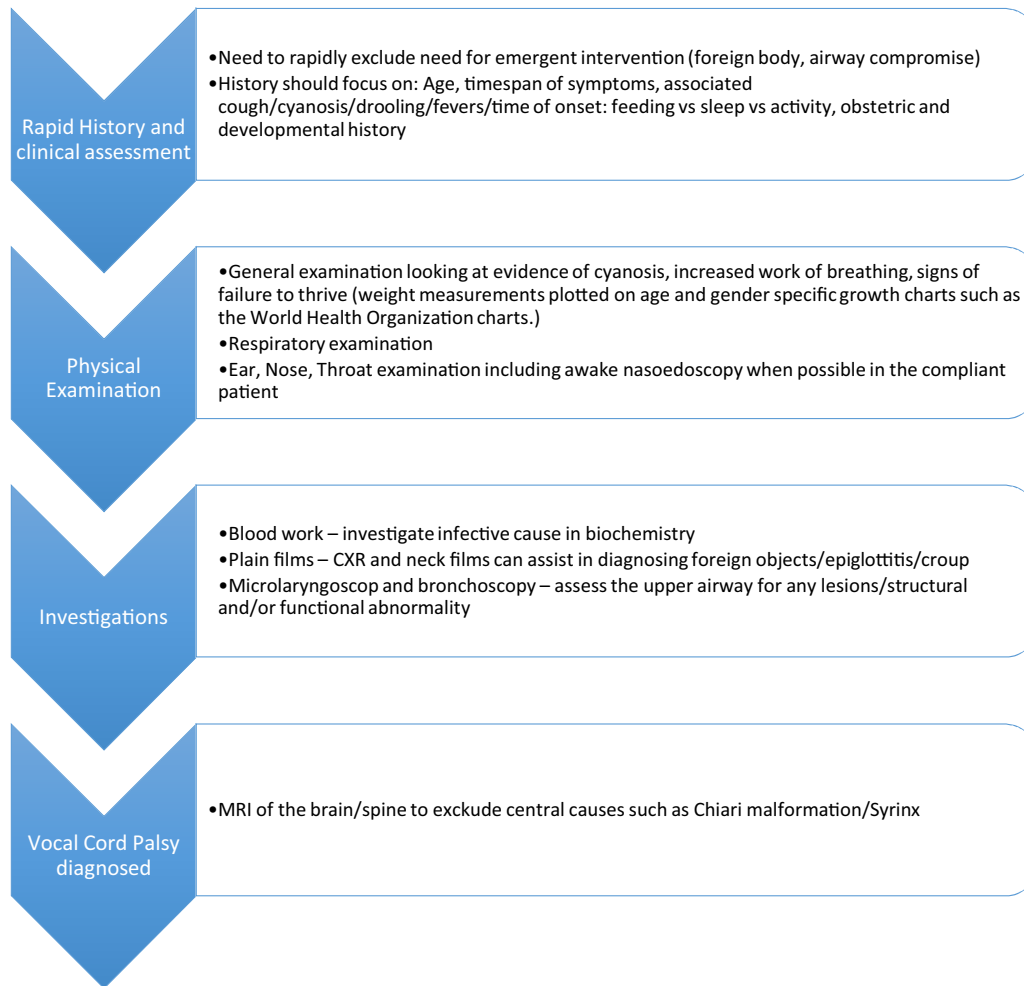 Rapid History and
clinical assessment
•Need to rapidly exclude need for emergent intervention (foreign body, airway compromise)
•History should focus on: Age, timespan of symptoms, associated
cough/cyanosis/drooling/fevers/time of onset: feeding vs sleep vs activity, obstetric and
developmental history
Physical
Examination
•General examination looking at evidence of cyanosis, increased work of breathing, signs of
failure to thrive (weight measurements plotted on age and gender specific growth charts such as
the World Health Organization charts.)
•Respiratory examination
•Ear, Nose, Throat examination including awake nasoedoscopy when possible in the compliant
patient
Investigations
•Blood work – investigate infective cause in biochemistry
•Plain films – CXR and neck films can assist in diagnosing foreign objects/epiglottitis/croup
•Microlaryngoscop and bronchoscopy – assess the upper airway for any lesions/structural
and/or functional abnormality
Vocal Cord Palsy
diagnosed
•MRI of the brain/spine to exckude central causes such as Chiari malformation/Syrinx